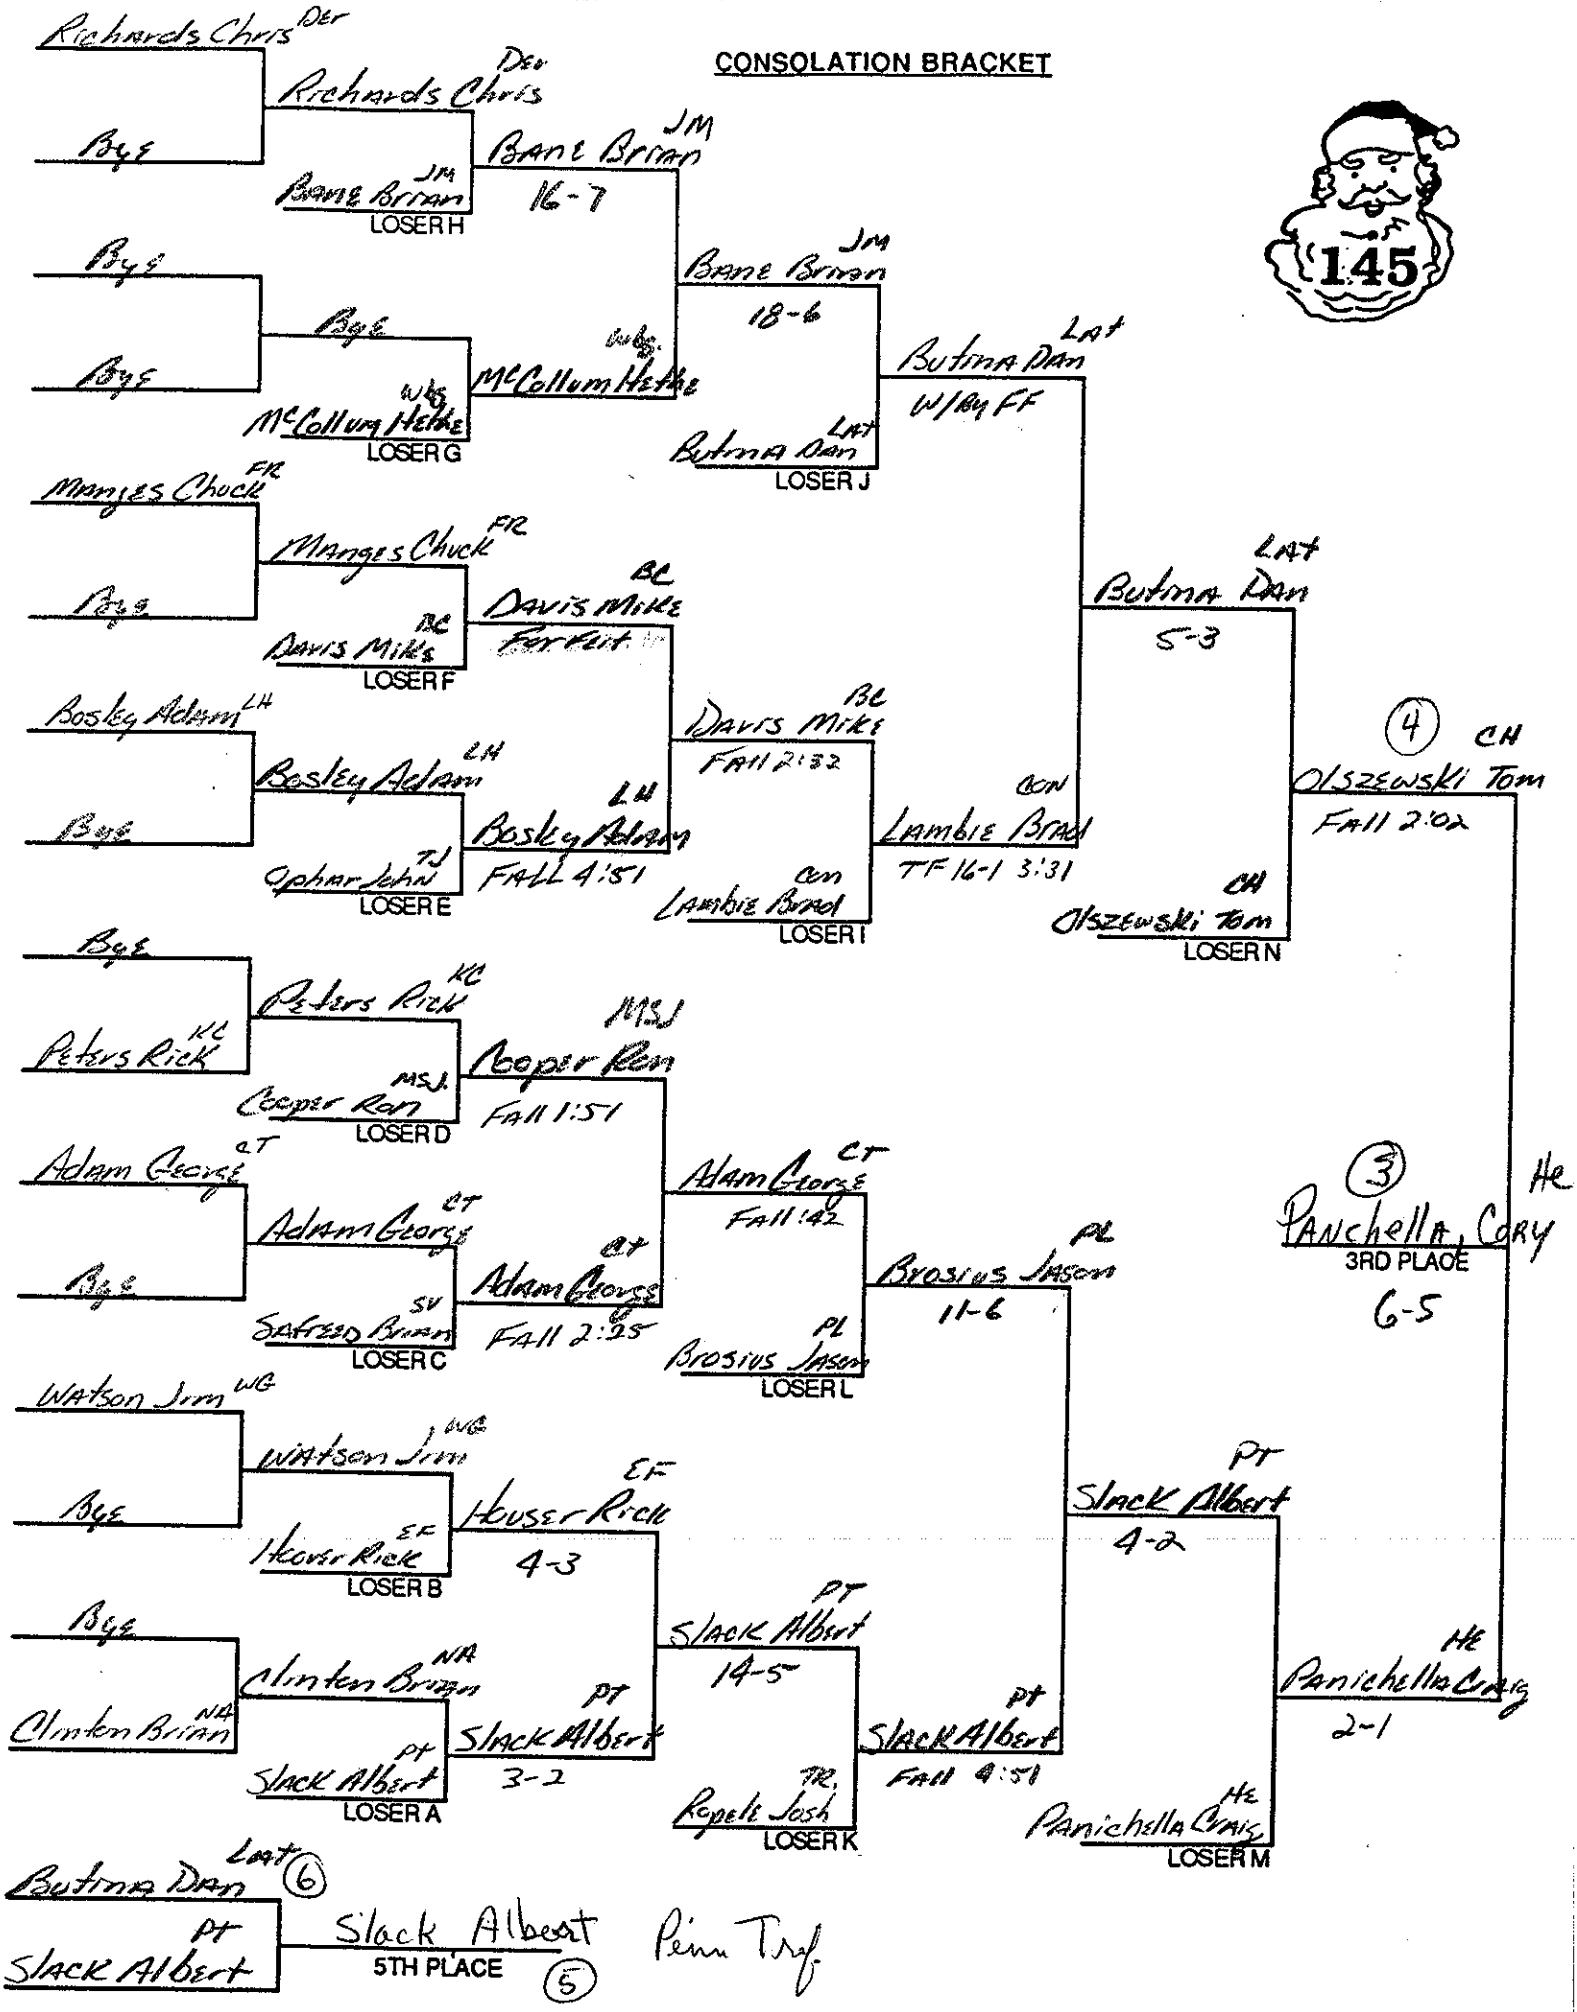 CONSOLATION BRACKET
145
Richards Chris Der
Bye
Richards Chris Der
Bane Brian JM
LOSER H
Bane Brian JM
16-7
Bye
Bye
Bye
McCollum Hethe Wbg
LOSER G
McCollum Hethe Wbg.
Bane Brian JM
18-6
Butina Dan LAt
LOSER J
Butina Dan LAt
W/By FF
Manges Chuck FR
Bye
Manges Chuck FR
Davis Mike BC
LOSER F
Davis Mike BC
Forfeit
Bosley Adam LH
Bye
Bosley Adam LH
Ophar John TJ
LOSER E
Bosley Adam LH
FALL 4:51
Davis Mike BC
FAll 2:32
Lambie Brad Con
LOSER I
Lambie Brad CON
TF 16-1 3:31
Butina Dan LAt
5-3
Olszewski Tom CH
LOSER N
4
Olszewski Tom CH
FAll 2:02
Bye
Peters Rick KC
Peters Rick KC
Cooper Ron MSJ.
LOSER D
Cooper Ron MSJ
FAll 1:51
Adam George CT
Bye
Adam George CT
Safreed Brian SV
LOSER C
Adam George CT
FAll 2:25
Adam George CT
FAll :42
Brosius Jason PL
LOSER L
Brosius Jason PL
11-6
Watson Jim WG
Bye
Watson Jim WG
Hoover Rick EF
LOSER B
Houser Rick EF
4-3
Bye
Clinton Brian NA
Clinton Brian NA
Slack Albert PT
LOSER A
Slack Albert PT
3-2
Slack Albert PT
14-5
Ropele Josh TR.
LOSER K
Slack Albert PT
FAll 4:51
Slack Albert PT
4-2
Panichella Craig HE
LOSER M
Panichella Craig HE
2-1
3
Panchella, Cory He
3RD PLACE
6-5
Butina Dan LAt 6
Slack Albert PT
Slack Albert Penn Traf.
5TH PLACE
5